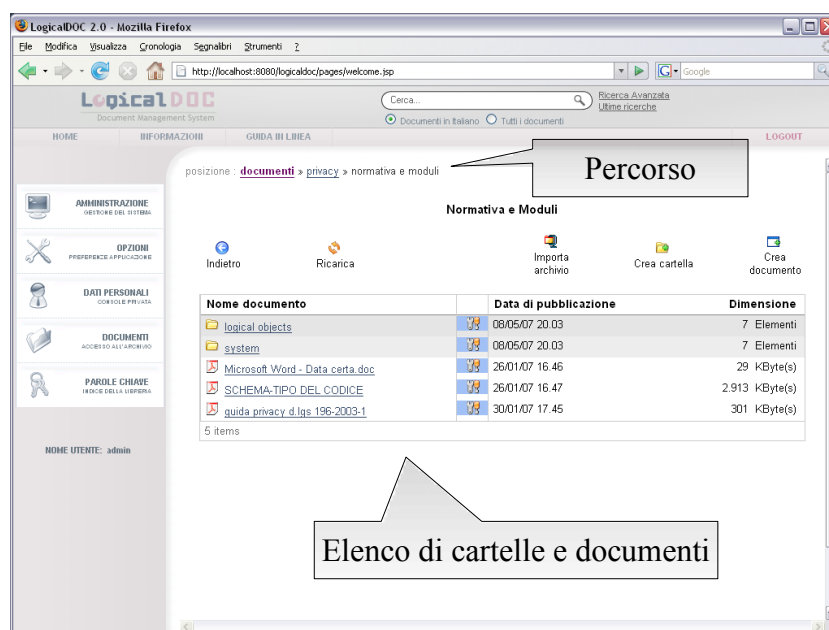 LogicalDOC 2.0 - Mozilla Firefox
File Modifica Visualizza Cronologia Segnalibri Strumenti ?
http://localhost:8080/logicaldoc/pages/welcome.jsp
G Google
LogicalDOC
Document Management System
Cerca...
Ricerca Avanzata
Ultime ricerche
Documenti in Italiano Tutti i documenti
HOME INFORMAZIONI GUIDA IN LINEA LOGOUT
posizione : documenti » privacy » normativa e moduli
Percorso
Normativa e Moduli
AMMINISTRAZIONE
GESTIONE DEL SISTEMA
OPZIONI
PREFERENZE APPLICAZIONE
DATI PERSONALI
CONSOLE PRIVATA
DOCUMENTI
ACCESSO ALL'ARCHIVIO
PAROLE CHIAVE
INDICE DELLA LIBRERIA
NOME UTENTE: admin
Indietro
Ricarica
Importa archivio
Crea cartella
Crea documento
Nome documento Data di pubblicazione Dimensione
logical objects 08/05/07 20.03 7 Elementi
system 08/05/07 20.03 7 Elementi
Microsoft Word - Data certa.doc 26/01/07 16.46 29 KByte(s)
SCHEMA-TIPO DEL CODICE 26/01/07 16.47 2.913 KByte(s)
guida privacy d.lgs 196-2003-1 30/01/07 17.45 301 KByte(s)
5 items
Elenco di cartelle e documenti